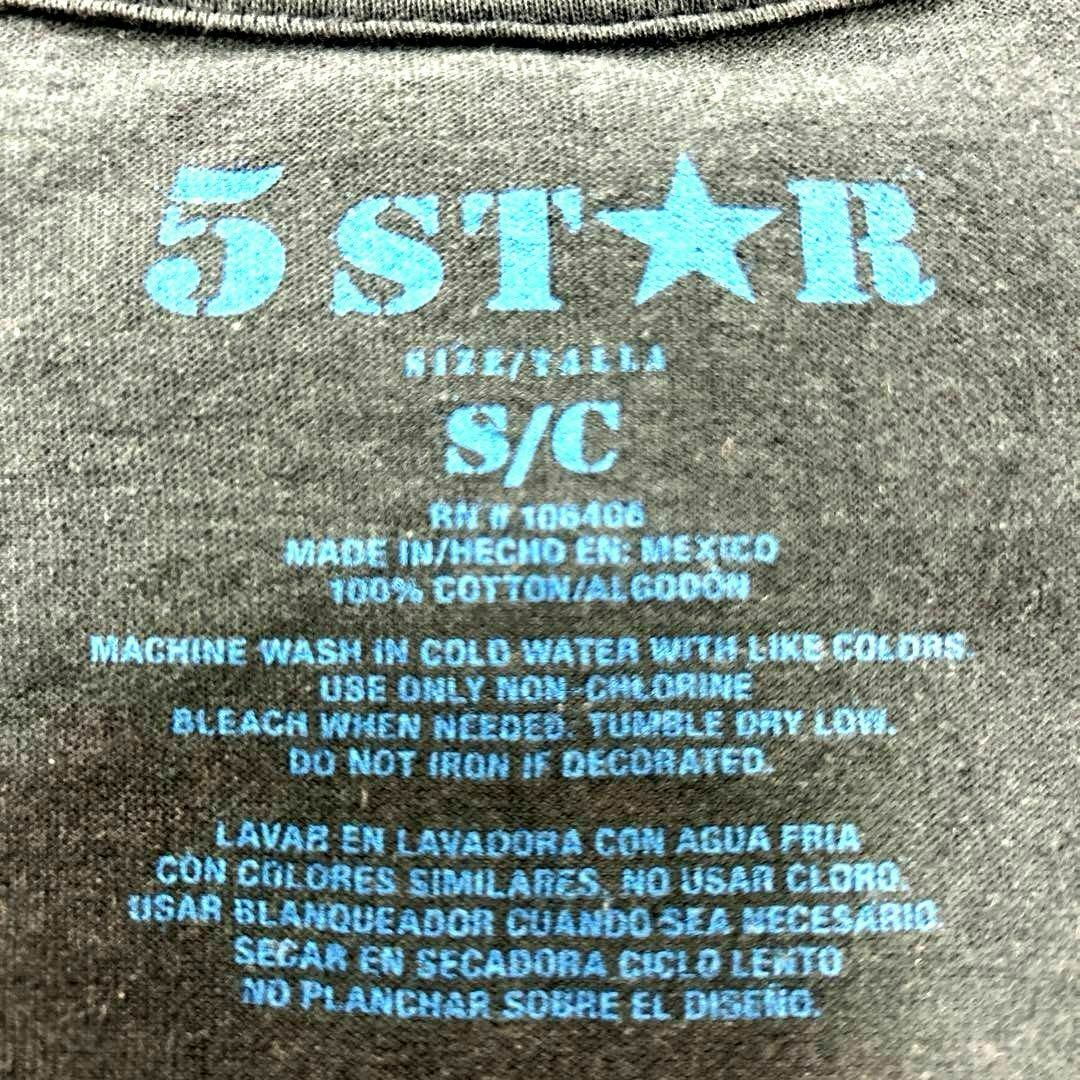 5 ST★R
SIZE/TALLA
S/C
RN # 106406
MADE IN/HECHO EN: MEXICO
100% COTTON/ALGODÓN
MACHINE WASH IN COLD WATER WITH LIKE COLORS.
USE ONLY NON-CHLORINE
BLEACH WHEN NEEDED. TUMBLE DRY LOW.
DO NOT IRON IF DECORATED.
LAVAR EN LAVADORA CON AGUA FRIA
CON COLORES SIMILARES. NO USAR CLORO.
USAR BLANQUEADOR CUANDO SEA NECESARIO.
SECAR EN SECADORA CICLO LENTO
NO PLANCHAR SOBRE EL DISEÑO.